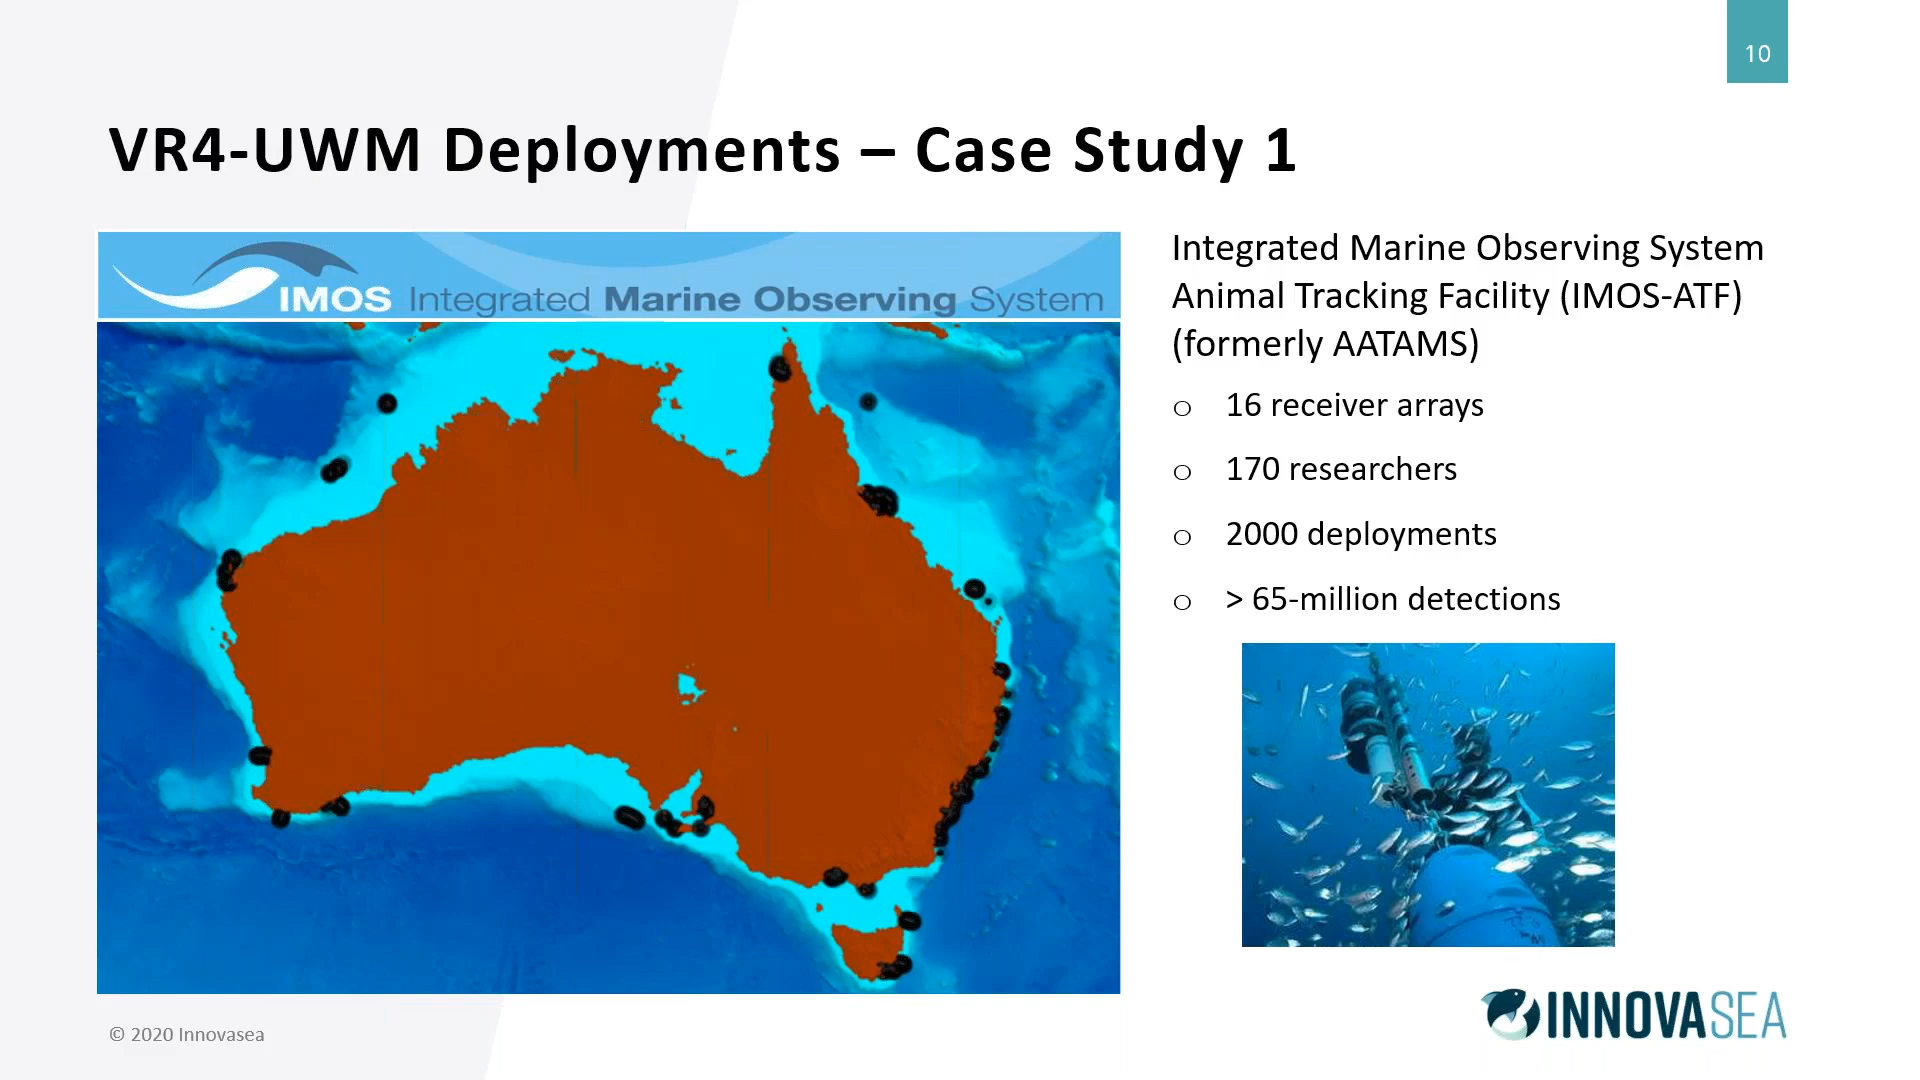 10
VR4-UWM Deployments – Case Study 1
IMOS Integrated Marine Observing System
Integrated Marine Observing System
Animal Tracking Facility (IMOS-ATF)
(formerly AATAMS)
o 16 receiver arrays
o 170 researchers
o 2000 deployments
o > 65-million detections
INNOVASEA
© 2020 Innovasea